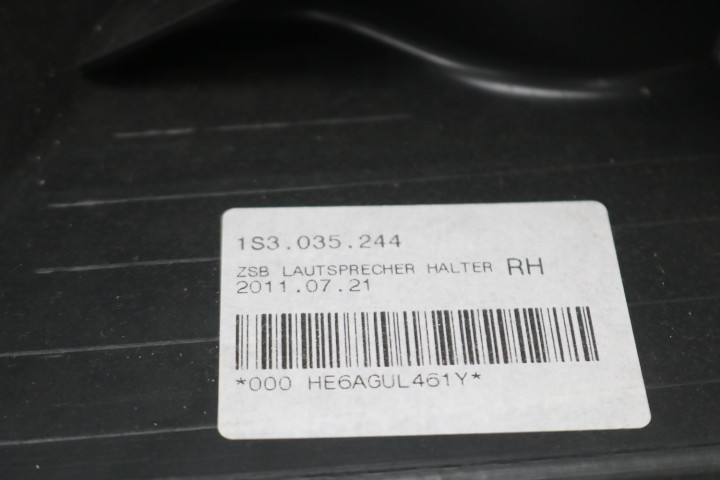 1S3.035.244
ZSB LAUTSPRECHER HALTER RH
2011.07.21
*000 HE6AGUL461Y*